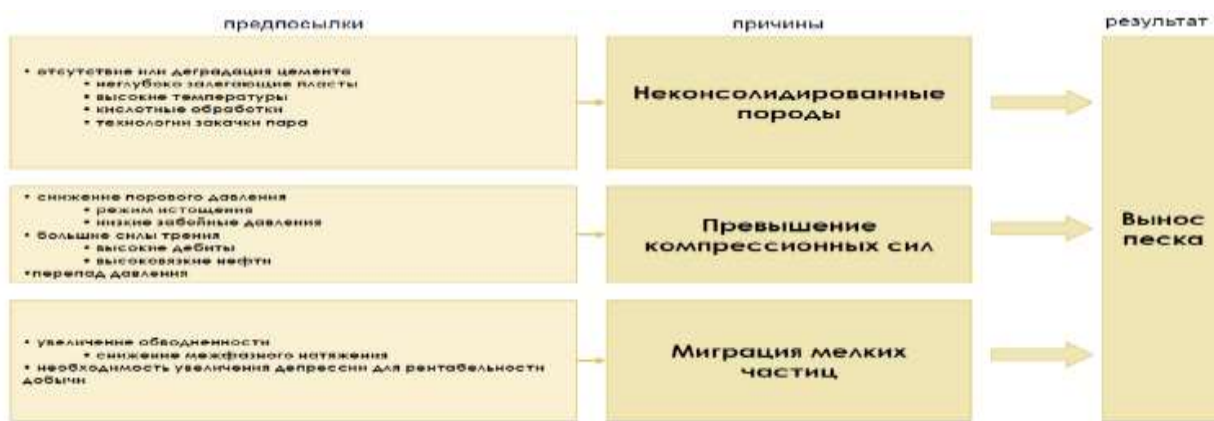 предпосылки
причины
результат
• отсутствие или деградация цемента
• неглубоко залегающие пласты
• высокие температуры
• кислотные обработки
• технологии закачки пара
Неконсолидированные
породы
• снижение порового давления
• режим истощения
• низкие забойные давления
• большие силы трения
• высокие дебиты
• высоковязкие нефти
•перепад давления
Превышение
компрессионных сил
• увеличение обводненности
• снижение межфазного натяжения
• необходимость увеличения депрессии для рентабельности
добычи
Миграция мелких
частиц
Вынос
песка